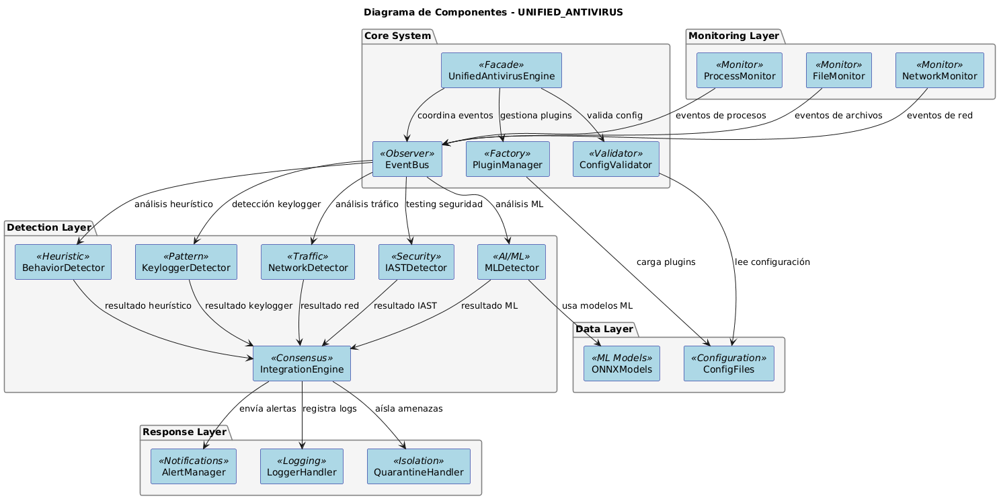 Diagrama de Componentes - UNIFIED_ANTIVIRUS
Core System
«Facade»
UnifiedAntivirusEngine
Monitoring Layer
«Monitor»
ProcessMonitor
«Monitor»
FileMonitor
«Monitor»
NetworkMonitor
coordina eventos
gestiona plugins
valida config
eventos de procesos
eventos de archivos
eventos de red
«Observer»
EventBus
«Factory»
PluginManager
«Validator»
ConfigValidator
análisis heurístico
detección keylogger
análisis tráfico
testing seguridad
análisis ML
Detection Layer
«Heuristic»
BehaviorDetector
«Pattern»
KeyloggerDetector
«Traffic»
NetworkDetector
«Security»
IASTDetector
«AI/ML»
MLDetector
carga plugins
lee configuración
resultado heurístico
resultado keylogger
resultado red
resultado IAST
resultado ML
usa modelos ML
«Consensus»
IntegrationEngine
Data Layer
«ML Models»
ONNXModels
«Configuration»
ConfigFiles
envía alertas
registra logs
aísla amenazas
Response Layer
«Notifications»
AlertManager
«Logging»
LoggerHandler
«Isolation»
QuarantineHandler